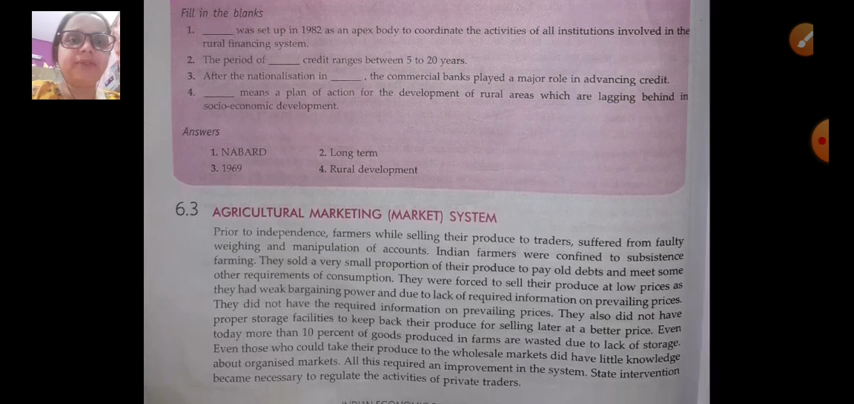 Fill in the blanks
1. _____ was set up in 1982 as an apex body to coordinate the activities of all institutions involved in the
rural financing system.
2. The period of _____ credit ranges between 5 to 20 years.
3. After the nationalisation in _____ , the commercial banks played a major role in advancing credit.
4. _____ means a plan of action for the development of rural areas which are lagging behind in
socio-economic development.
Answers
1. NABARD 2. Long term
3. 1969 4. Rural development
6.3 AGRICULTURAL MARKETING (MARKET) SYSTEM
Prior to independence, farmers while selling their produce to traders, suffered from faulty
weighing and manipulation of accounts. Indian farmers were confined to subsistence
farming. They sold a very small proportion of their produce to pay old debts and meet some
other requirements of consumption. They were forced to sell their produce at low prices as
they had weak bargaining power and due to lack of required information on prevailing prices.
They did not have the required information on prevailing prices. They also did not have
proper storage facilities to keep back their produce for selling later at a better price. Even
today more than 10 percent of goods produced in farms are wasted due to lack of storage.
Even those who could take their produce to the wholesale markets did have little knowledge
about organised markets. All this required an improvement in the system. State intervention
became necessary to regulate the activities of private traders.